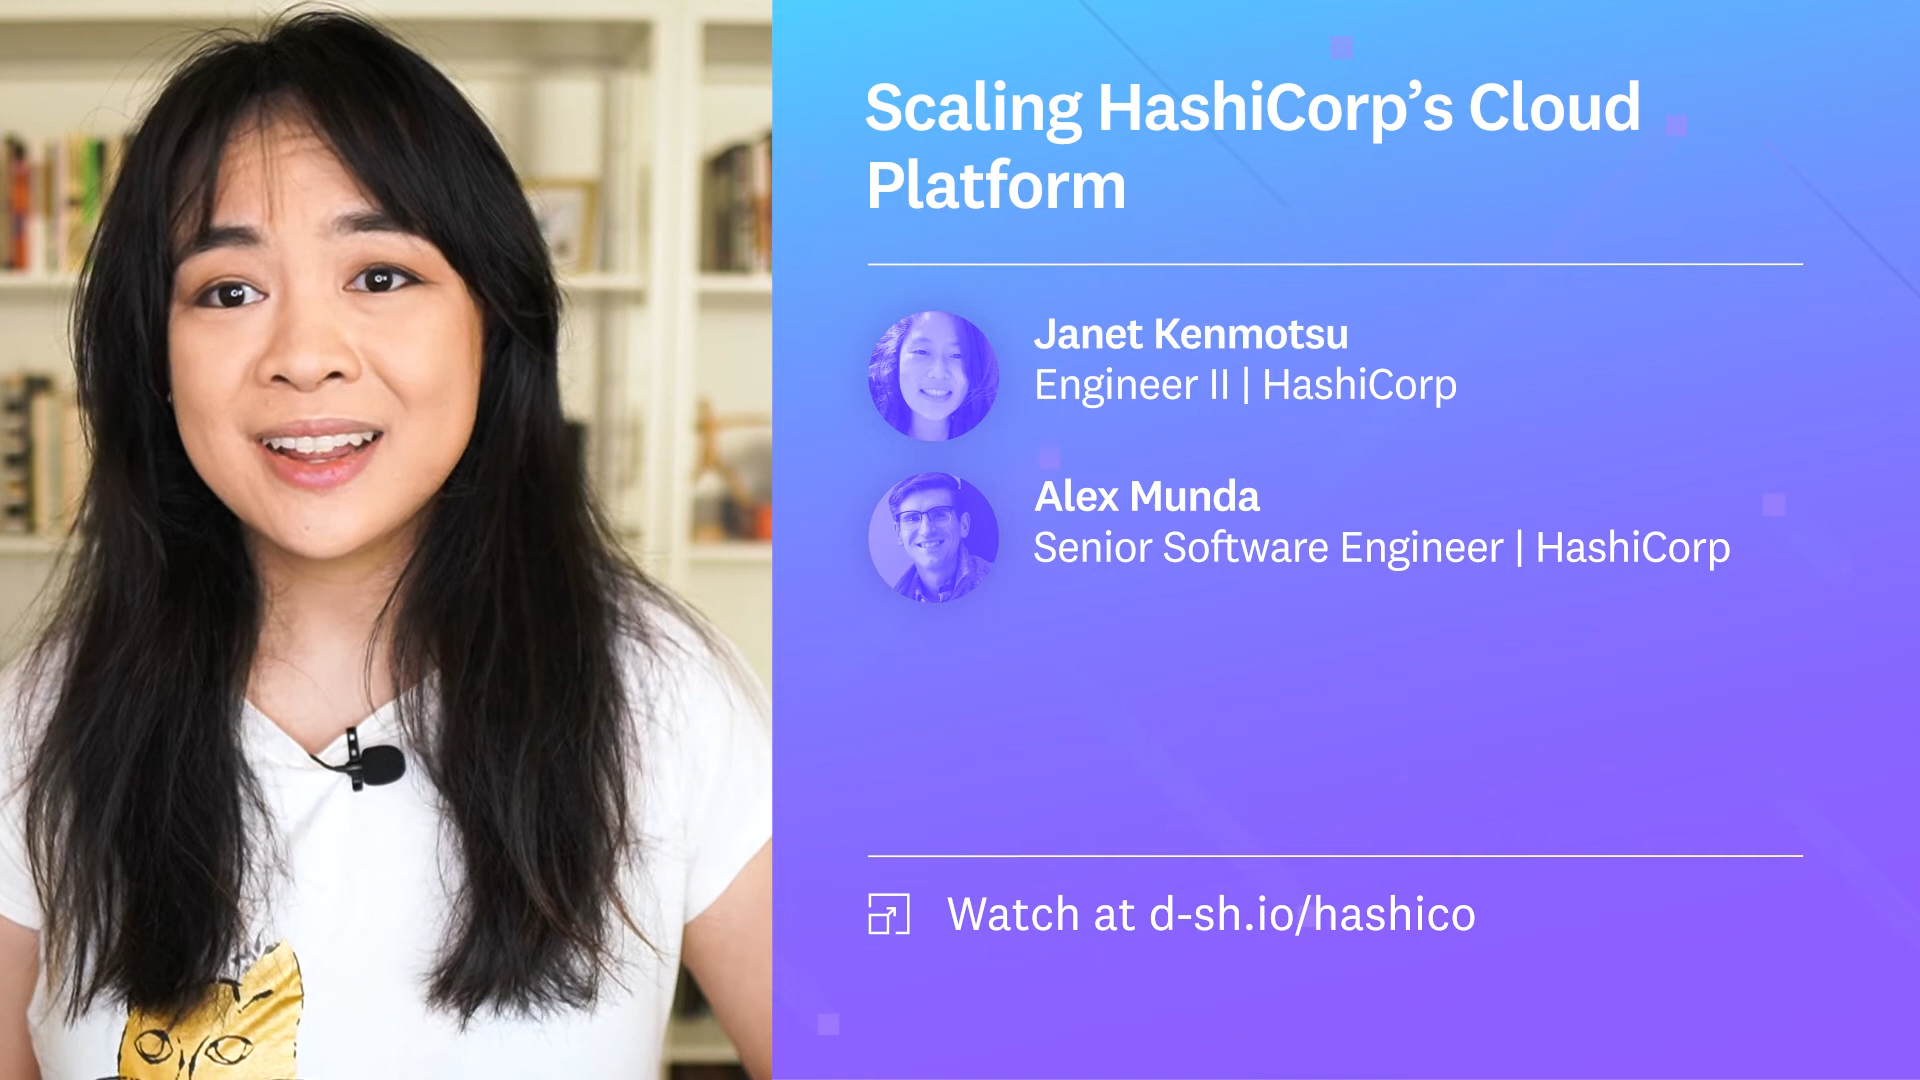 Scaling HashiCorp’s Cloud
Platform
Janet Kenmotsu
Engineer II | HashiCorp
Alex Munda
Senior Software Engineer | HashiCorp
Watch at d-sh.io/hashico